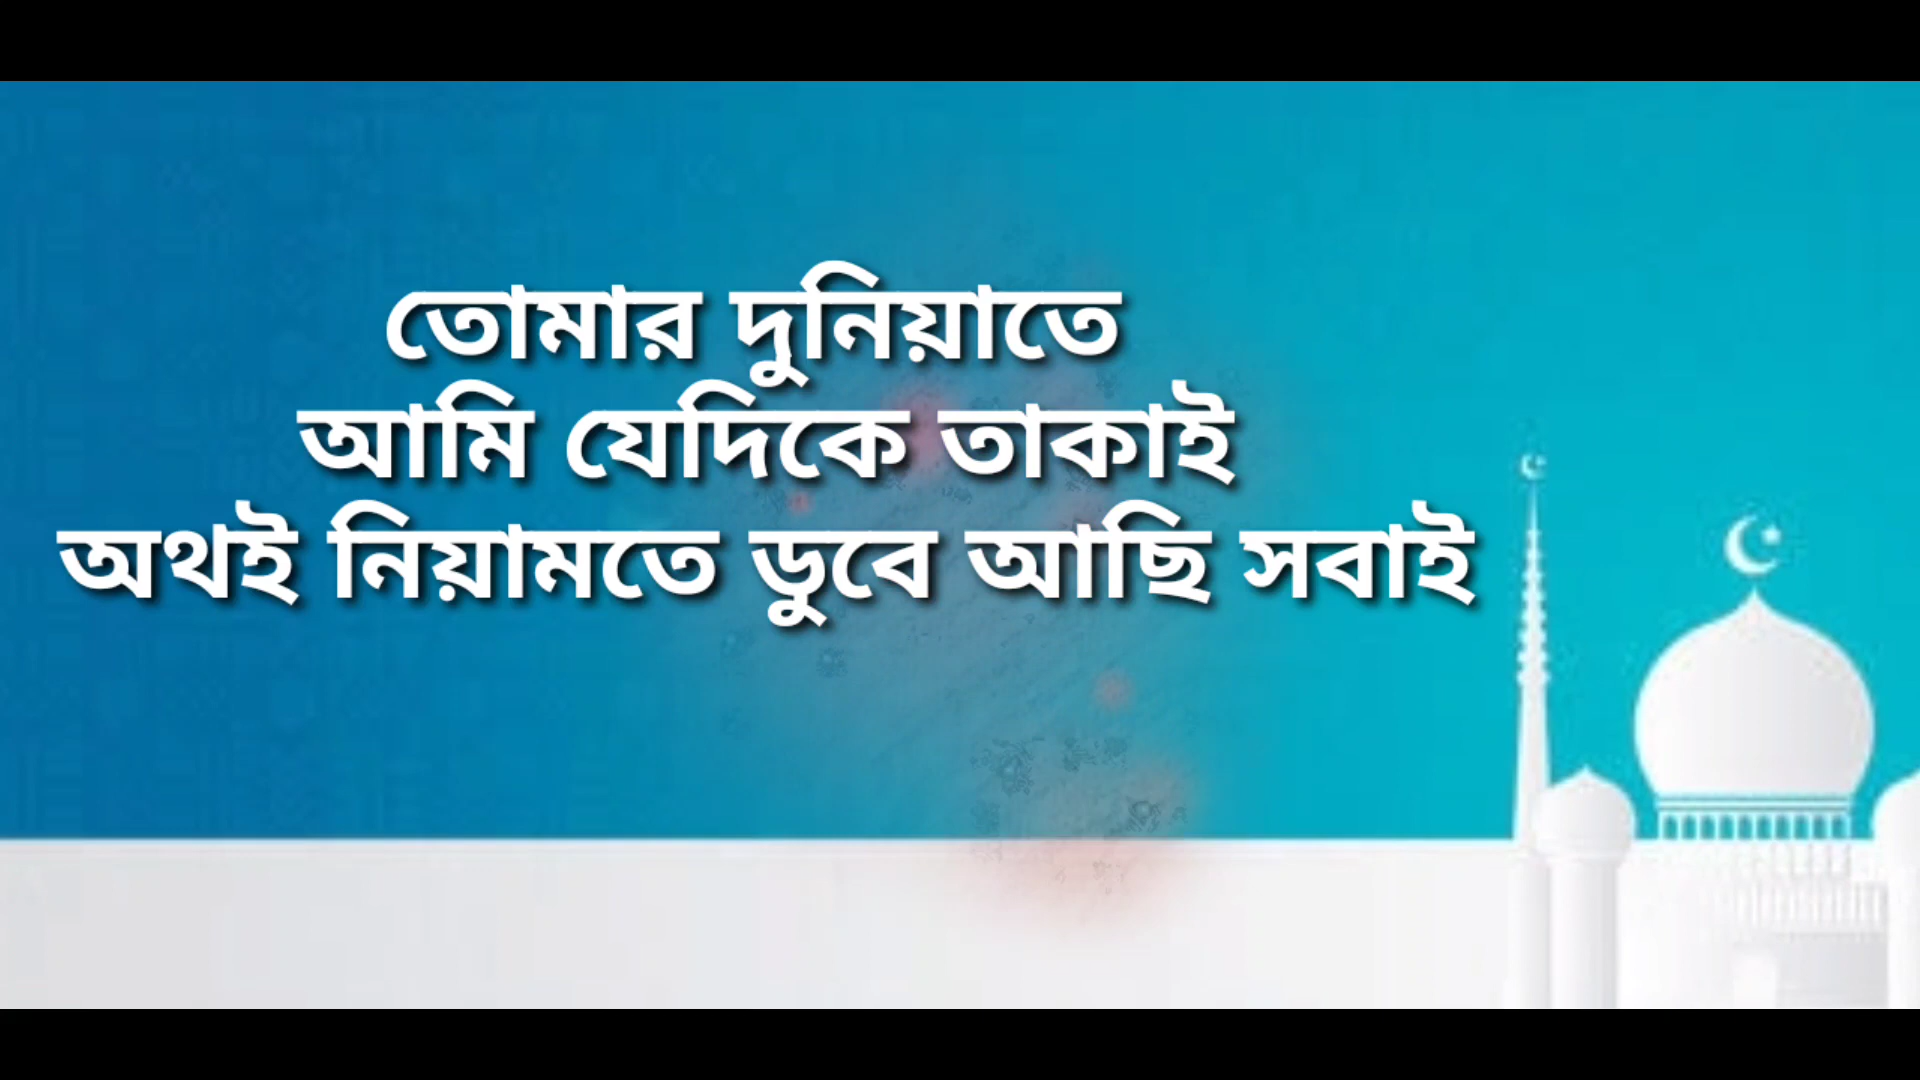 তোমার দুনিয়াতে
আমি যেদিকে তাকাই
অথই নিয়ামতে ডুবে আছি সবাই